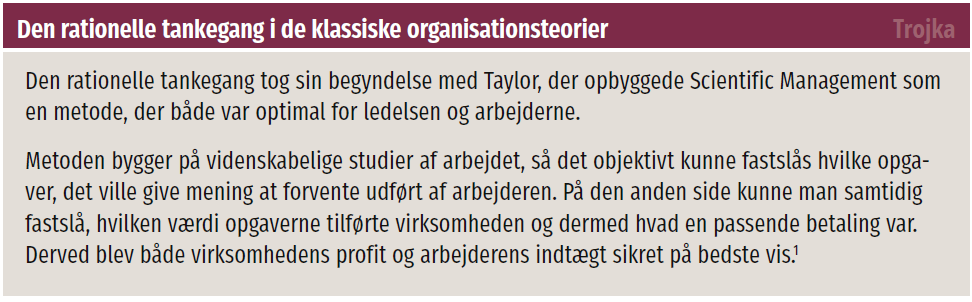 Den rationelle tankegang i de klassiske organisationsteorier Trojka
Den rationelle tankegang tog sin begyndelse med Taylor, der opbyggede Scientific Management som
en metode, der både var optimal for ledelsen og arbejderne.
Metoden bygger på videnskabelige studier af arbejdet, så det objektivt kunne fastslås hvilke opga-
ver, det ville give mening at forvente udført af arbejderen. På den anden side kunne man samtidig
fastslå, hvilken værdi opgaverne tilførte virksomheden og dermed hvad en passende betaling var.
Derved blev både virksomhedens profit og arbejderens indtægt sikret på bedste vis.¹